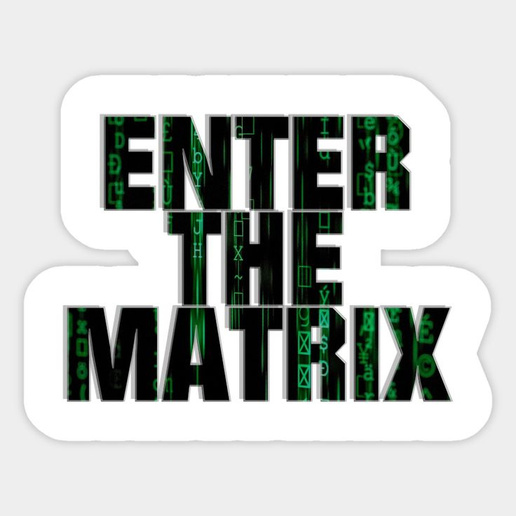 ENTER
THE
MATRIX